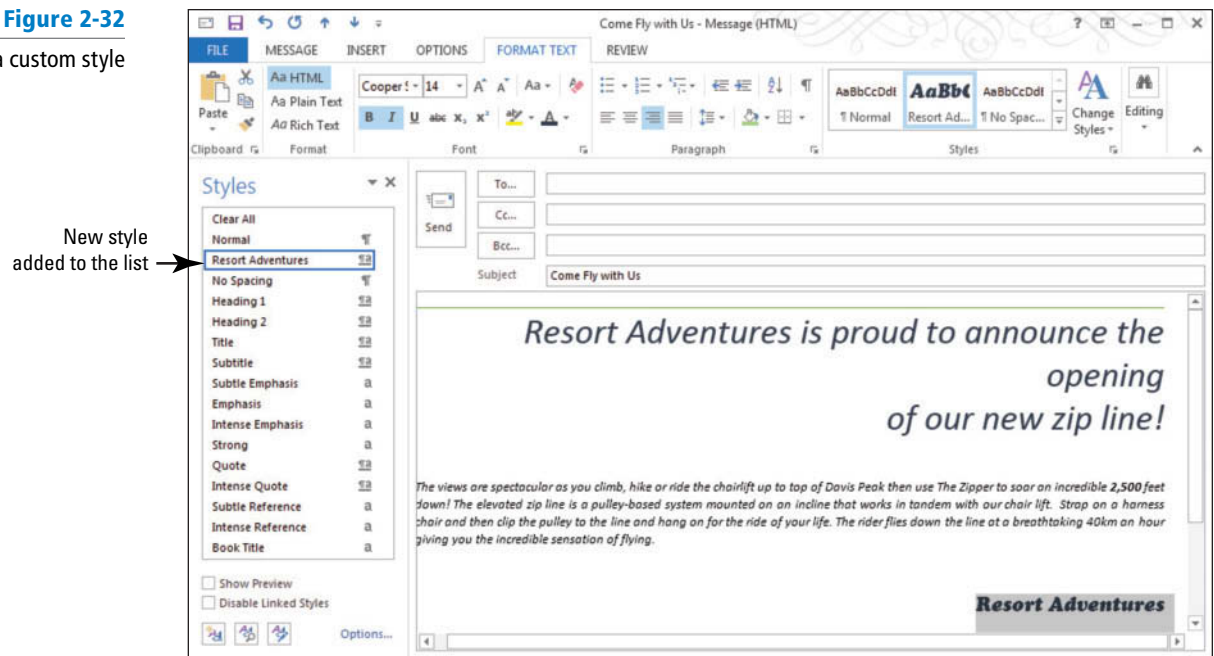 Figure 2-32
a custom style
New style
added to the list
Come Fly with Us - Message (HTML)
FILE MESSAGE INSERT OPTIONS FORMAT TEXT REVIEW
Paste
Aa HTML
Aa Plain Text
Aa Rich Text
Cooper 14 A A Aa
B I U abc X₂ X² aby A
AaBbCcDdI AaBb( AaBbCcDdI
¶ Normal Resort Ad... ¶ No Spac...
Change
Styles
Editing
Clipboard Format Font Paragraph Styles
Styles
Clear All
Normal ¶
Resort Adventures ¶a
No Spacing ¶
Heading 1 ¶a
Heading 2 ¶a
Title ¶a
Subtitle ¶a
Subtle Emphasis a
Emphasis a
Intense Emphasis a
Strong a
Quote ¶a
Intense Quote ¶a
Subtle Reference a
Intense Reference a
Book Title a
Show Preview
Disable Linked Styles
Options...
Send
To...
Cc...
Bcc...
Subject Come Fly with Us
Resort Adventures is proud to announce the
opening
of our new zip line!
The views are spectacular as you climb, hike or ride the chairlift up to top of Davis Peak then use The Zipper to soar an incredible 2,500 feet
down! The elevated zip line is a pulley-based system mounted on an incline that works in tandem with our chair lift. Strap on a harness
chair and then clip the pulley to the line and hang on for the ride of your life. The rider flies down the line at a breathtaking 40km an hour
giving you the incredible sensation of flying.
Resort Adventures